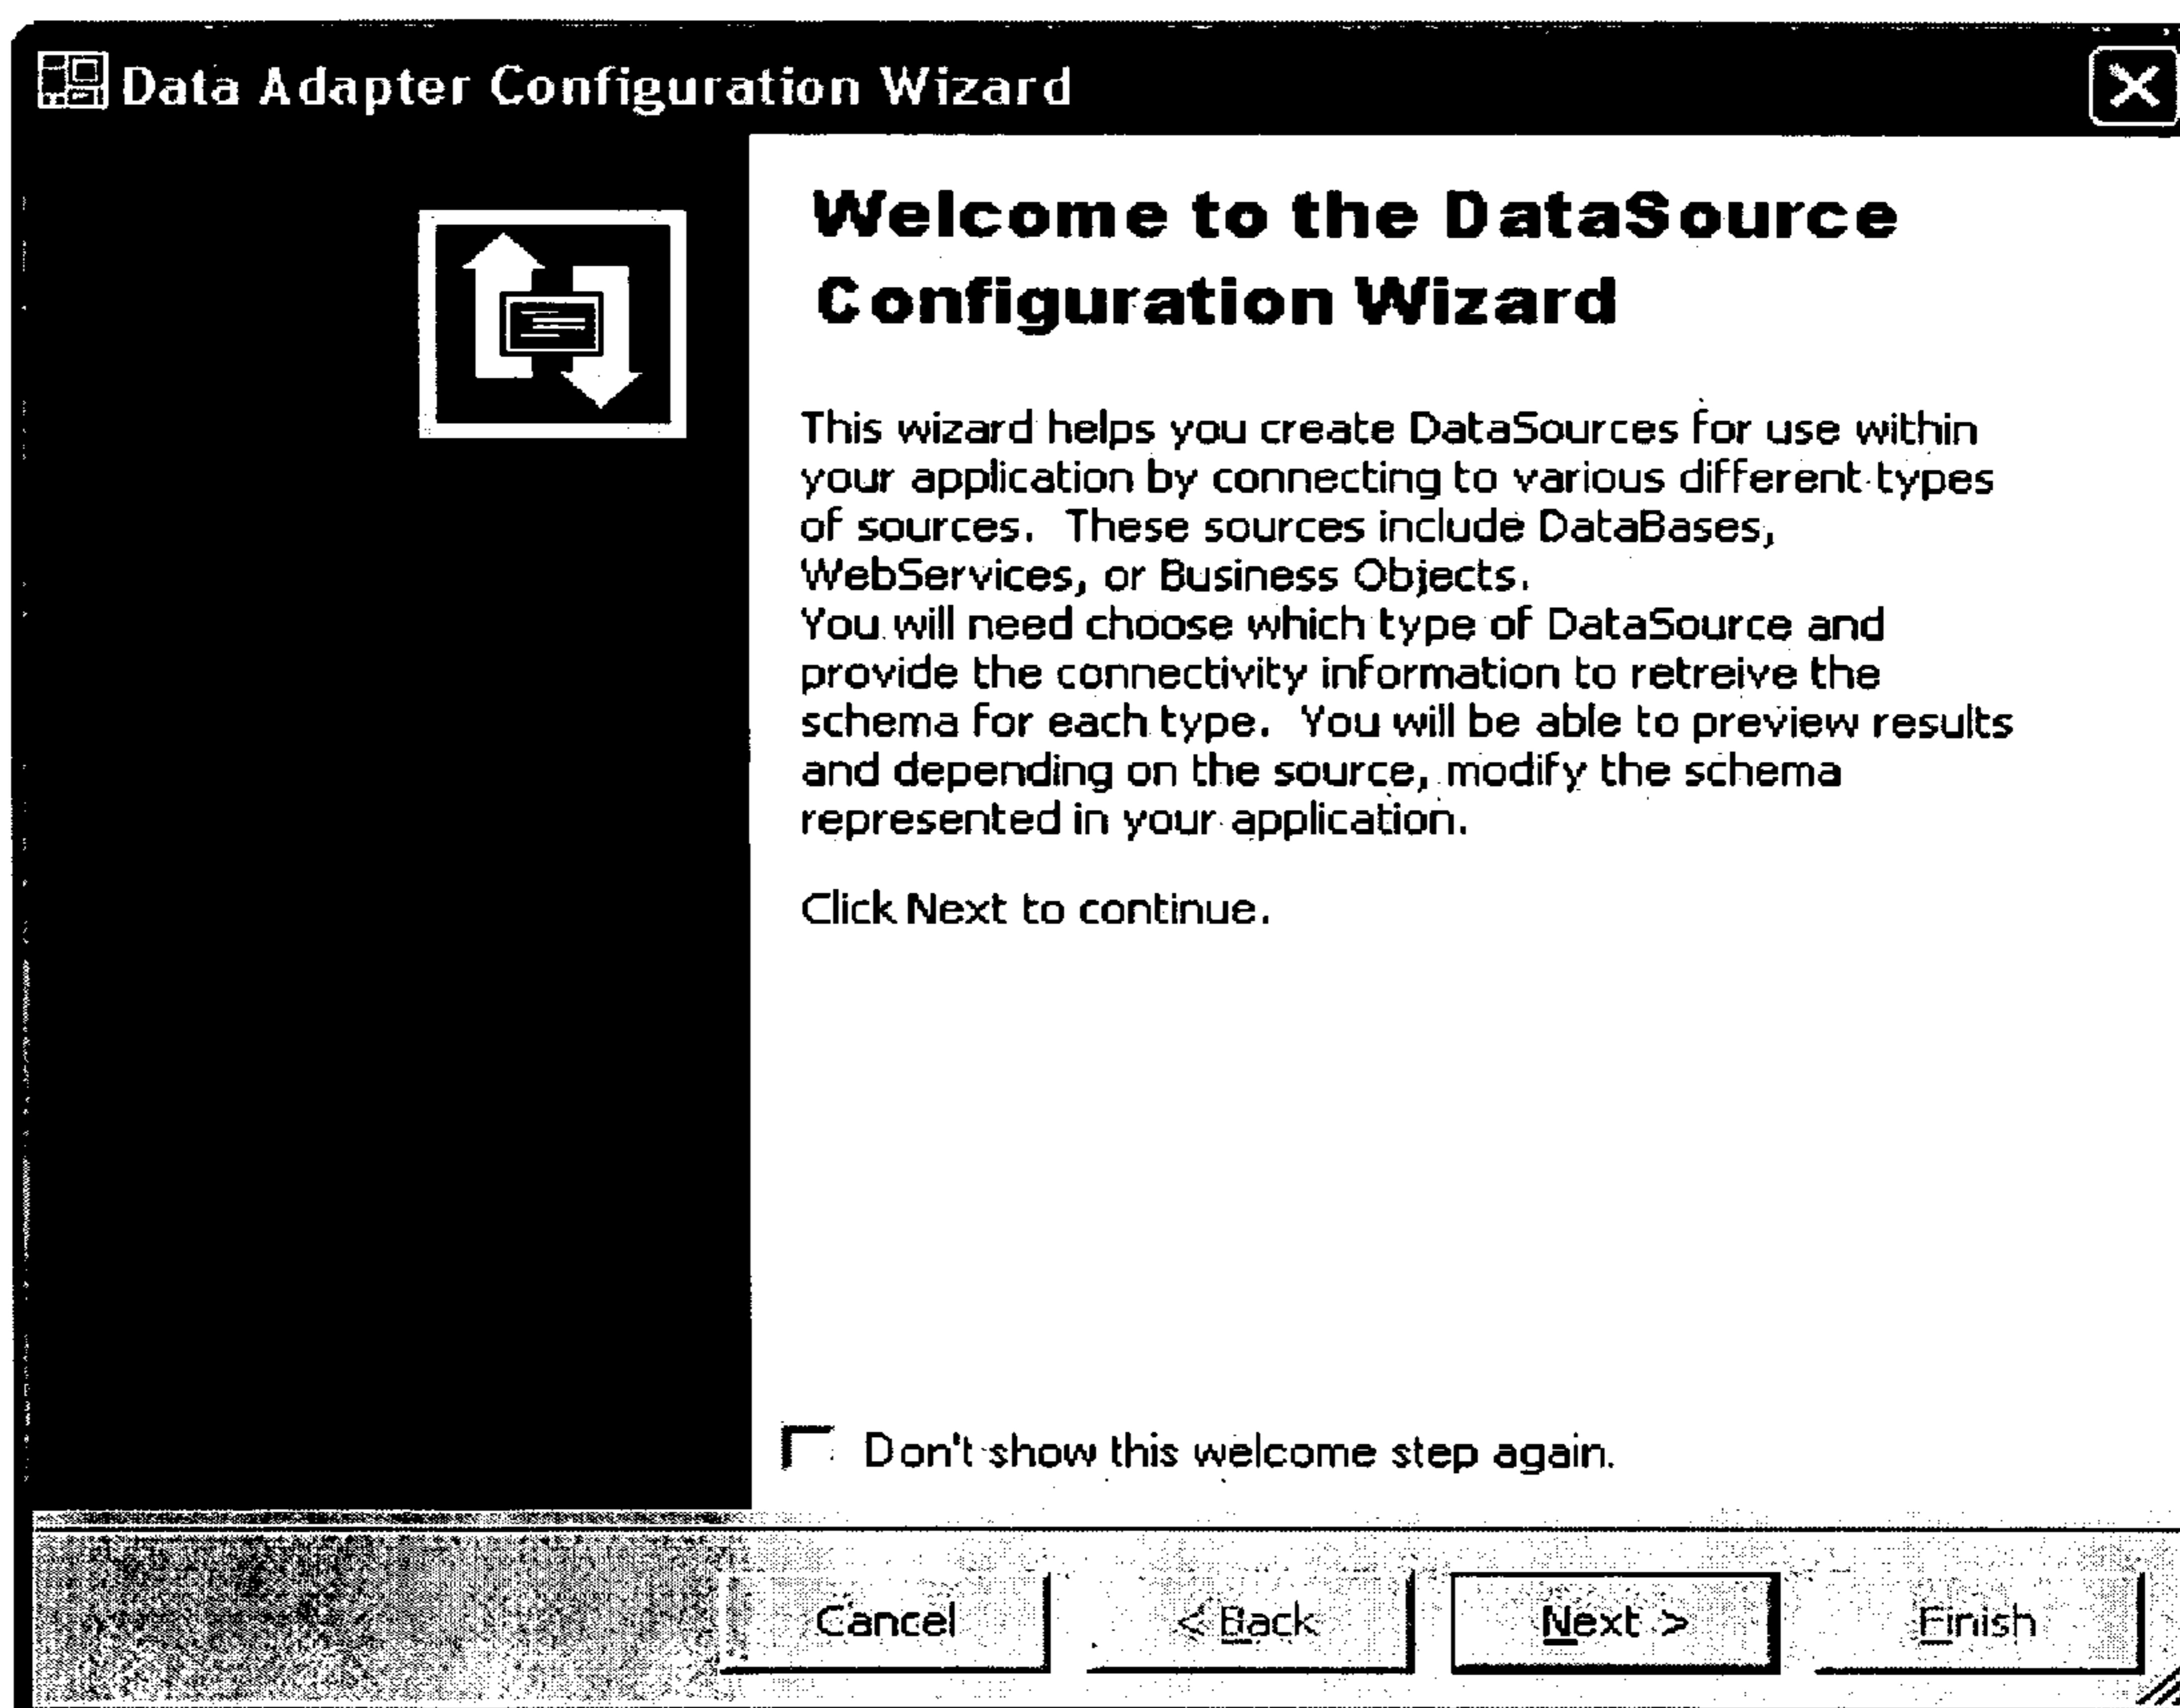 Data Adapter Configuration Wizard
Welcome to the DataSource
Configuration Wizard
This wizard helps you create DataSources for use within
your application by connecting to various different types
of sources.  These sources include DataBases,
WebServices, or Business Objects.
You will need choose which type of DataSource and
provide the connectivity information to retreive the
schema for each type.  You will be able to preview results
and depending on the source, modify the schema
represented in your application.
Click Next to continue.
Don't show this welcome step again.
Cancel
< Back
Next >
Finish